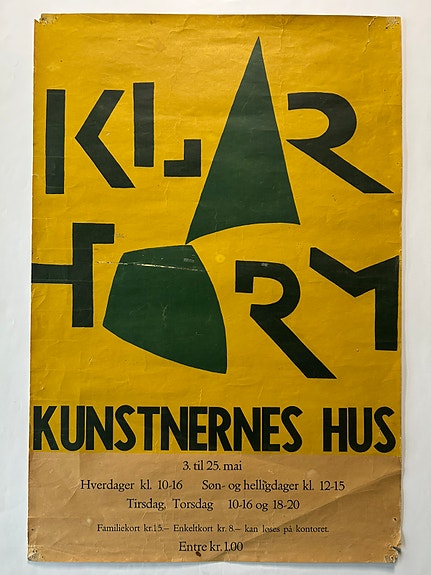 KLAR
FORM
KUNSTNERNES HUS
3. til 25. mai
Hverdager kl. 10-16 Søn- og helligdager kl. 12-15
Tirsdag, Torsdag 10-16 og 18-20
Familiekort kr.15.– Enkeltkort kr. 8.– kan løses på kontoret.
Entre kr. 1.00